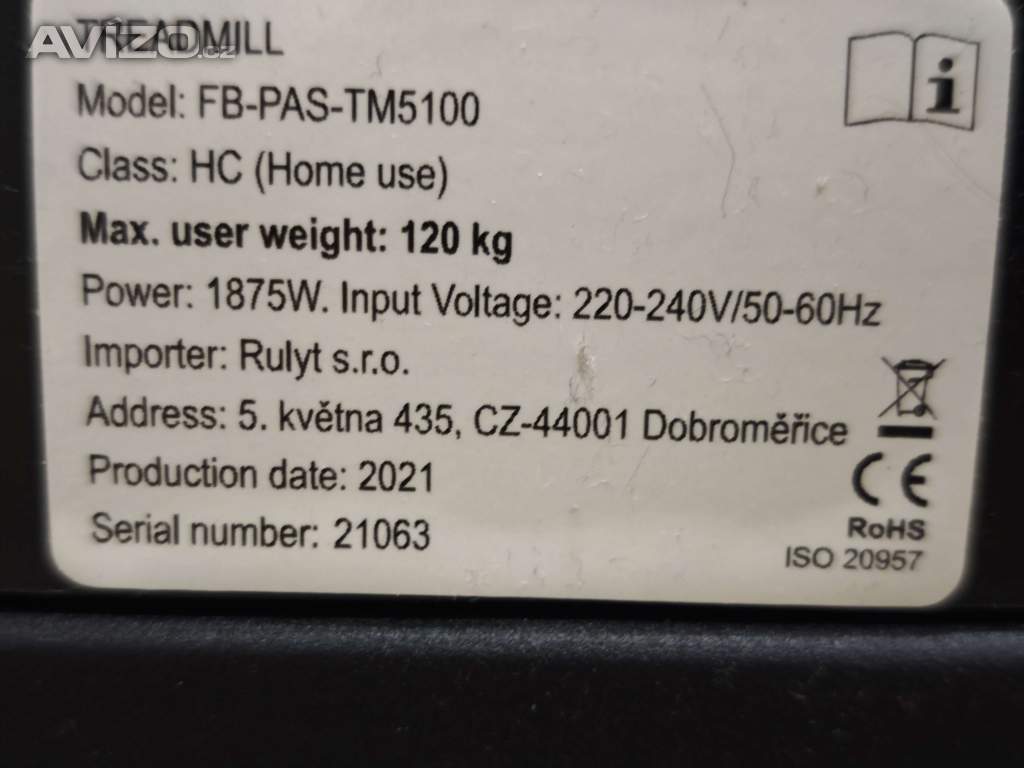 AVÍZO.cz
TREADMILL
Model: FB-PAS-TM5100
Class: HC (Home use)
Max. user weight: 120 kg
Power: 1875W. Input Voltage: 220-240V/50-60Hz
Importer: Rulyt s.r.o.
Address: 5. května 435, CZ-44001 Dobroměřice
Production date: 2021
Serial number: 21063
i
CE
RoHS
ISO 20957